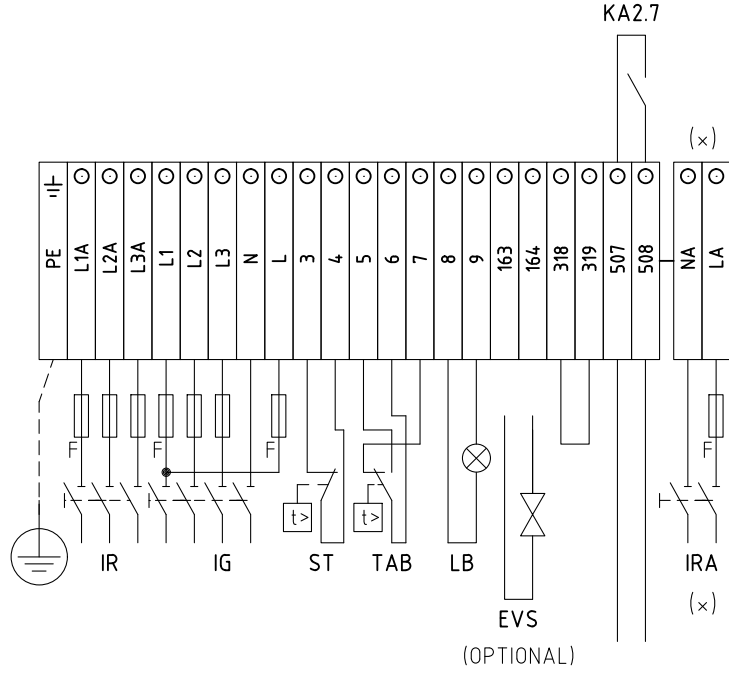 KA2.7
(x)
PE L1A L2A L3A L1 L2 L3 N L 3 4 5 6 7 8 9 163 164 318 319 507 508 NA LA
F F F F
t> t>
IR IG ST TAB LB IRA
(x)
EVS
(OPTIONAL)